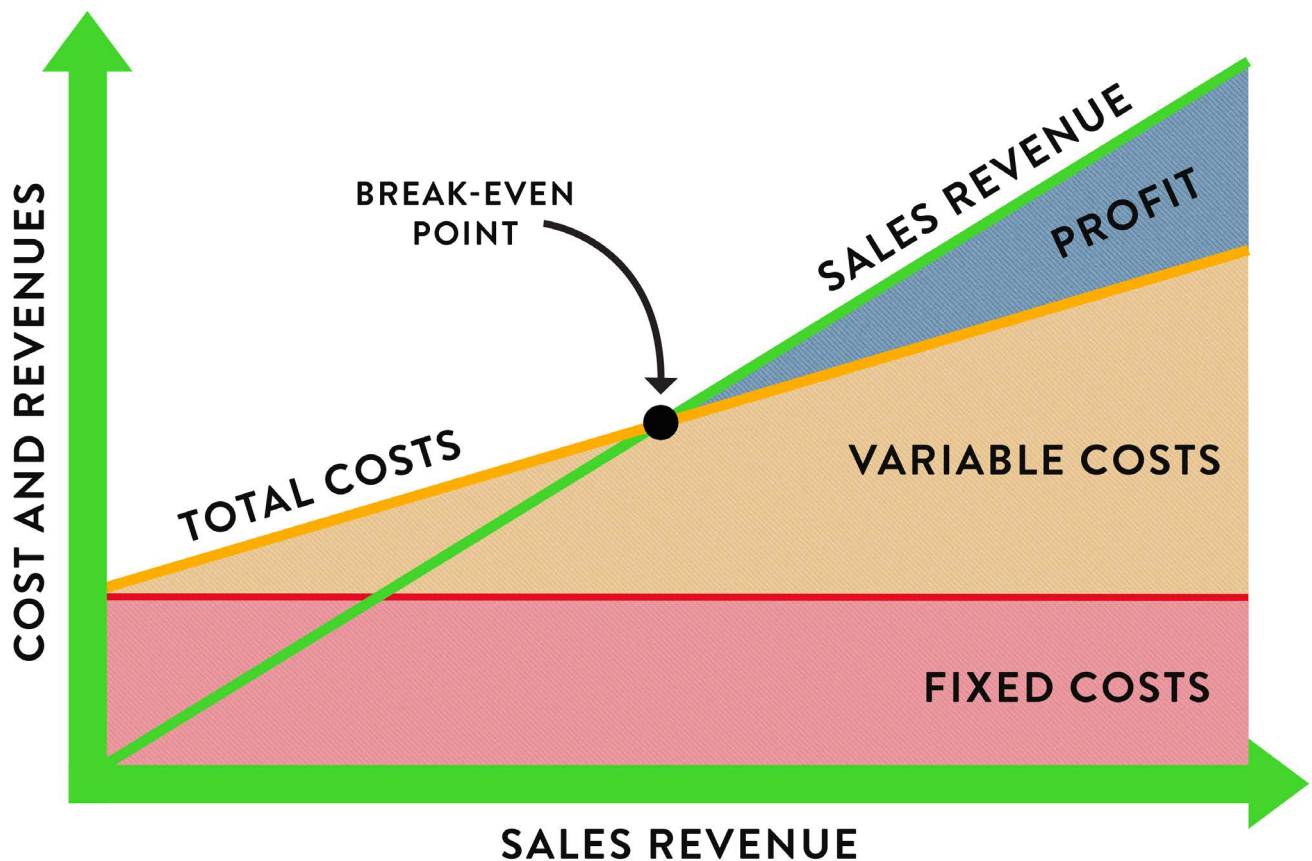 COST AND REVENUES
BREAK-EVEN
POINT
SALES REVENUE
PROFIT
TOTAL COSTS
VARIABLE COSTS
FIXED COSTS
SALES REVENUE